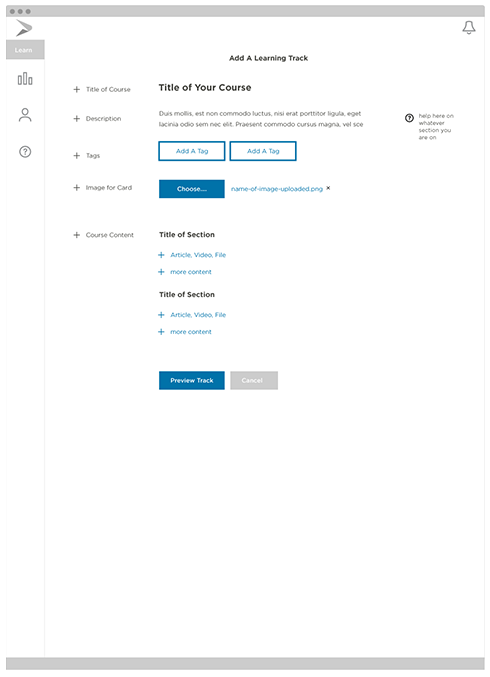 Learn
Add A Learning Track
Title of Course
Title of Your Course
Description
Duis mollis, est non commodo luctus, nisi erat porttitor ligula, eget
lacinia odio sem nec elit. Praesent commodo cursus magna, vel sce
help here on
whatever
section you
are on
Tags
Add A Tag
Add A Tag
Image for Card
Choose....
name-of-image-uploaded.png ×
Course Content
Title of Section
Article, Video, File
more content
Title of Section
Article, Video, File
more content
Preview Track
Cancel